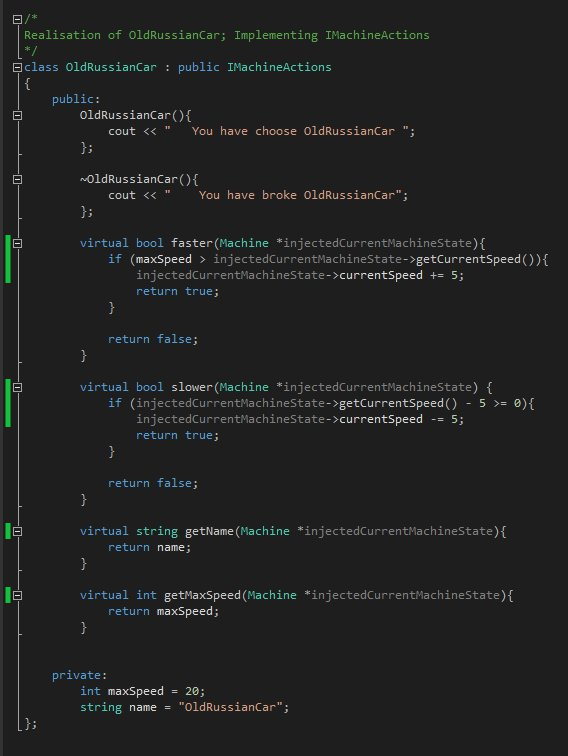 /*
Realisation of OldRussianCar; Implementing IMachineActions
*/
class OldRussianCar : public IMachineActions
{
    public:
        OldRussianCar(){
            cout << "   You have choose OldRussianCar ";
        };

        ~OldRussianCar(){
            cout << "    You have broke OldRussianCar";
        };

        virtual bool faster(Machine *injectedCurrentMachineState){
            if (maxSpeed > injectedCurrentMachineState->getCurrentSpeed()){
                injectedCurrentMachineState->currentSpeed += 5;
                return true;
            }

            return false;
        }

        virtual bool slower(Machine *injectedCurrentMachineState) {
            if (injectedCurrentMachineState->getCurrentSpeed() - 5 >= 0){
                injectedCurrentMachineState->currentSpeed -= 5;
                return true;
            }

            return false;
        }

        virtual string getName(Machine *injectedCurrentMachineState){
            return name;
        }

        virtual int getMaxSpeed(Machine *injectedCurrentMachineState){
            return maxSpeed;
        }


    private:
        int maxSpeed = 20;
        string name = "OldRussianCar";
};